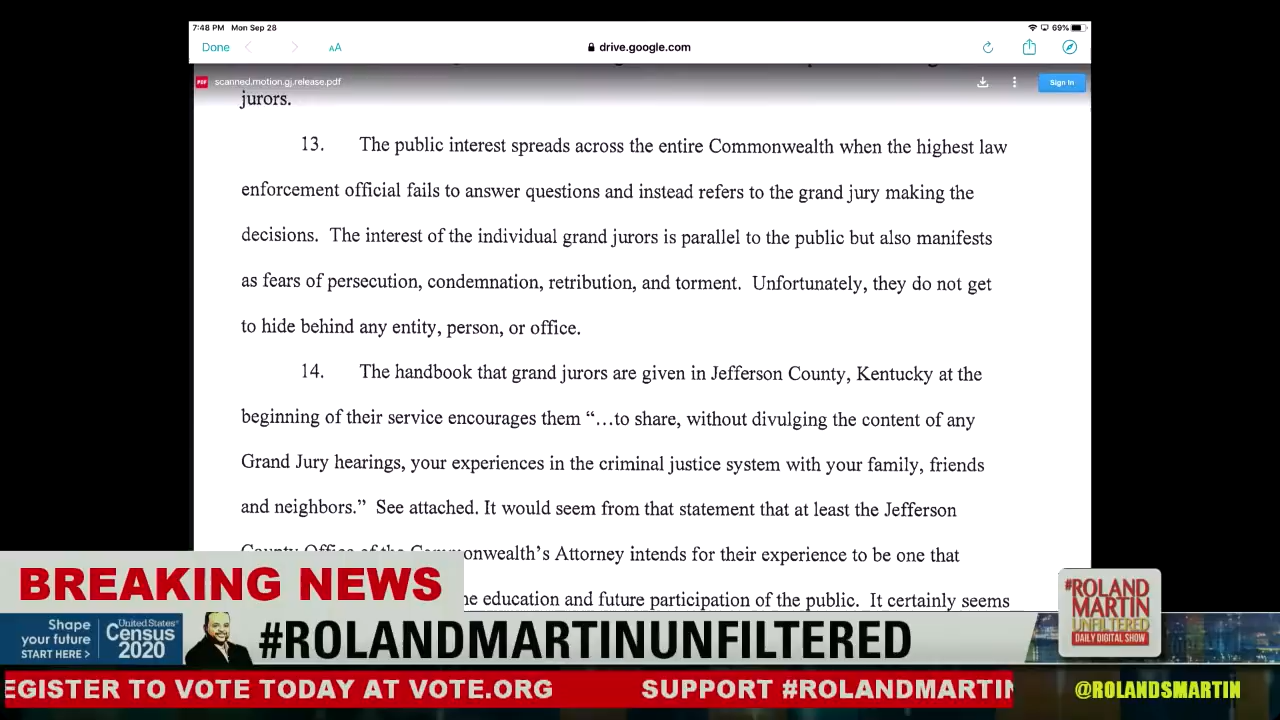 7:48 PM Mon Sep 28
69%
Done
AA
drive.google.com
PDF
scanned.motion.gj.release.pdf
Sign In
jurors.
13. The public interest spreads across the entire Commonwealth when the highest law
enforcement official fails to answer questions and instead refers to the grand jury making the
decisions. The interest of the individual grand jurors is parallel to the public but also manifests
as fears of persecution, condemnation, retribution, and torment. Unfortunately, they do not get
to hide behind any entity, person, or office.
14. The handbook that grand jurors are given in Jefferson County, Kentucky at the
beginning of their service encourages them “…to share, without divulging the content of any
Grand Jury hearings, your experiences in the criminal justice system with your family, friends
and neighbors.” See attached. It would seem from that statement that at least the Jefferson
County Office of the Commonwealth’s Attorney intends for their experience to be one that
education and future participation of the public. It certainly seems
BREAKING NEWS
Shape
your future
START HERE >
United States®
Census
2020
#ROLANDMARTINUNFILTERED
#ROLAND
MARTIN
UNFILTERED
DAILY DIGITAL SHOW
EGISTER TO VOTE TODAY AT VOTE.ORG SUPPORT #ROLANDMARTIN
@ROLANDSMARTIN